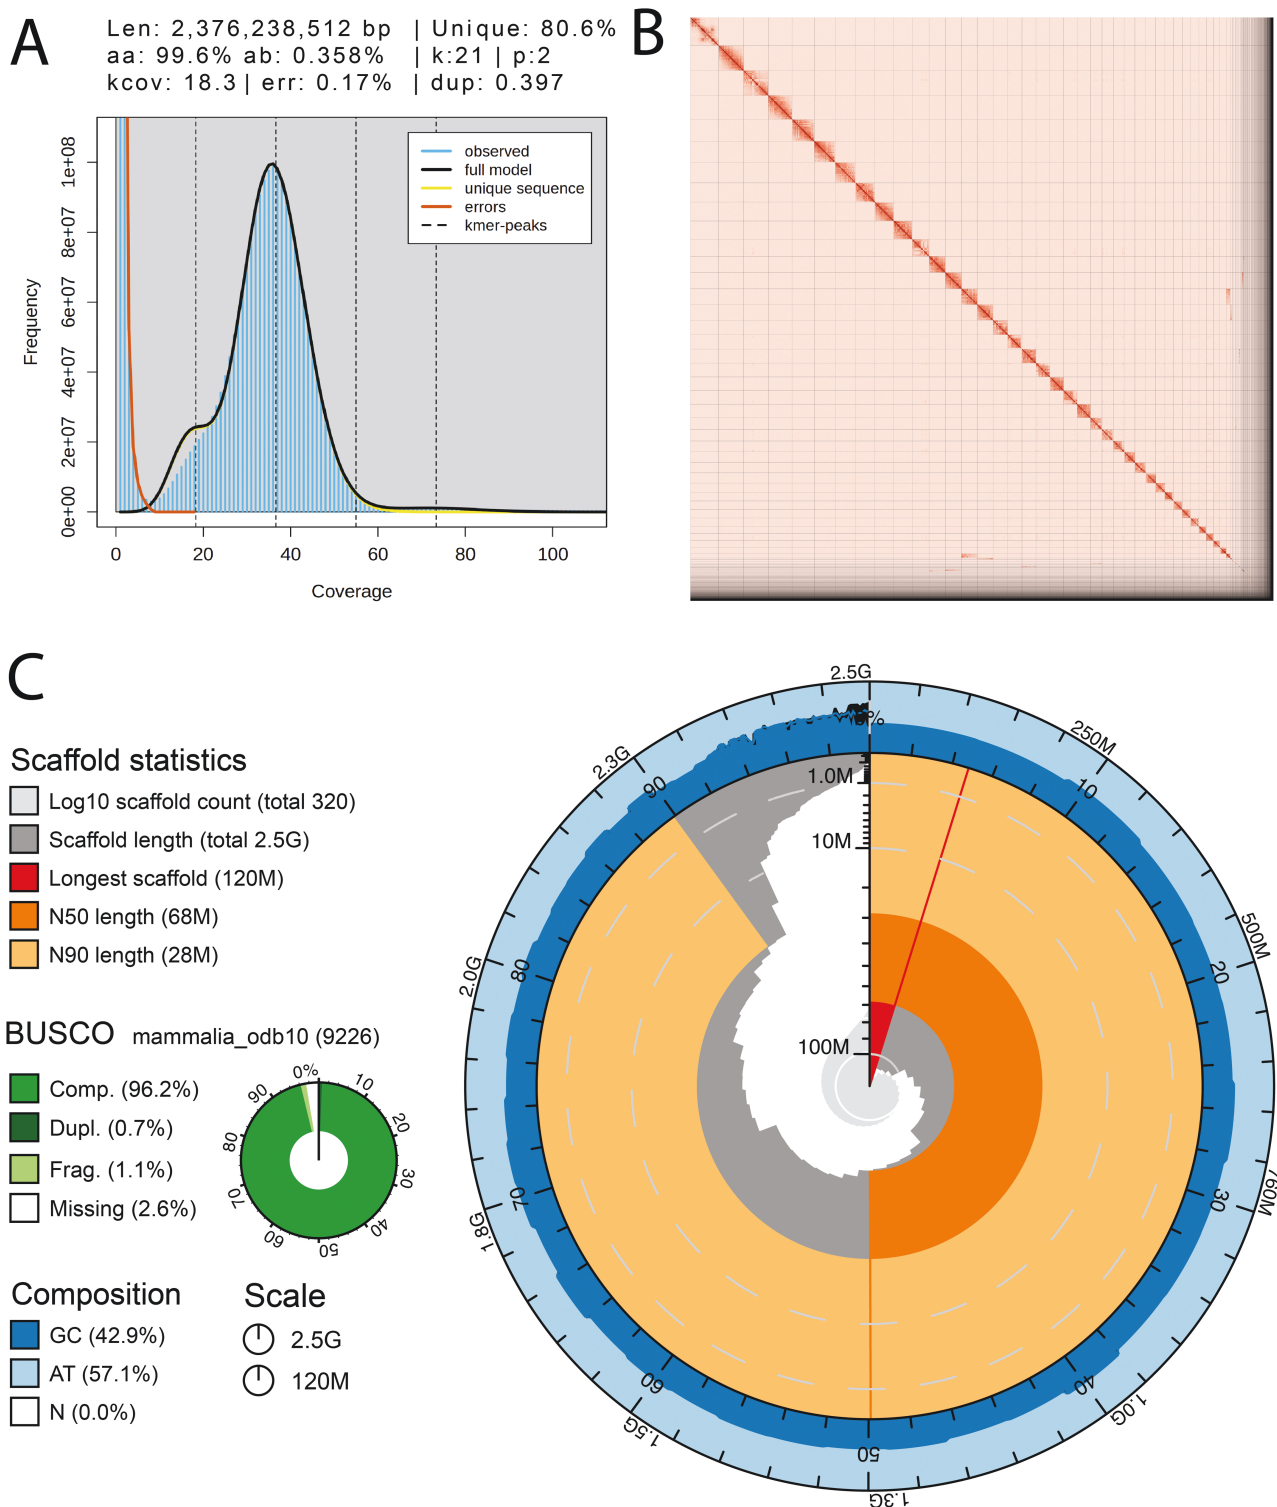 A
Len: 2,376,238,512 bp | Unique: 80.6%
aa: 99.6% ab: 0.358% | k:21 | p:2
kcov: 18.3 | err: 0.17% | dup: 0.397
observed
full model
unique sequence
errors
kmer-peaks
Frequency
0e+00 2e+07 4e+07 6e+07 8e+07 1e+08
0 20 40 60 80 100
Coverage
B
C
Scaffold statistics
Log10 scaffold count (total 320)
Scaffold length (total 2.5G)
Longest scaffold (120M)
N50 length (68M)
N90 length (28M)
BUSCO mammalia_odb10 (9226)
Comp. (96.2%)
Dupl. (0.7%)
Frag. (1.1%)
Missing (2.6%)
0% 10 20 30 40 50 60 70 80 90
Composition
GC (42.9%)
AT (57.1%)
N (0.0%)
Scale
2.5G
120M
2.5G 250M 500M 760M 1.0G 1.3G 1.5G 1.8G 2.0G 2.3G
% 10 20 30 40 50 60 70 80 90
1.0M
10M
100M